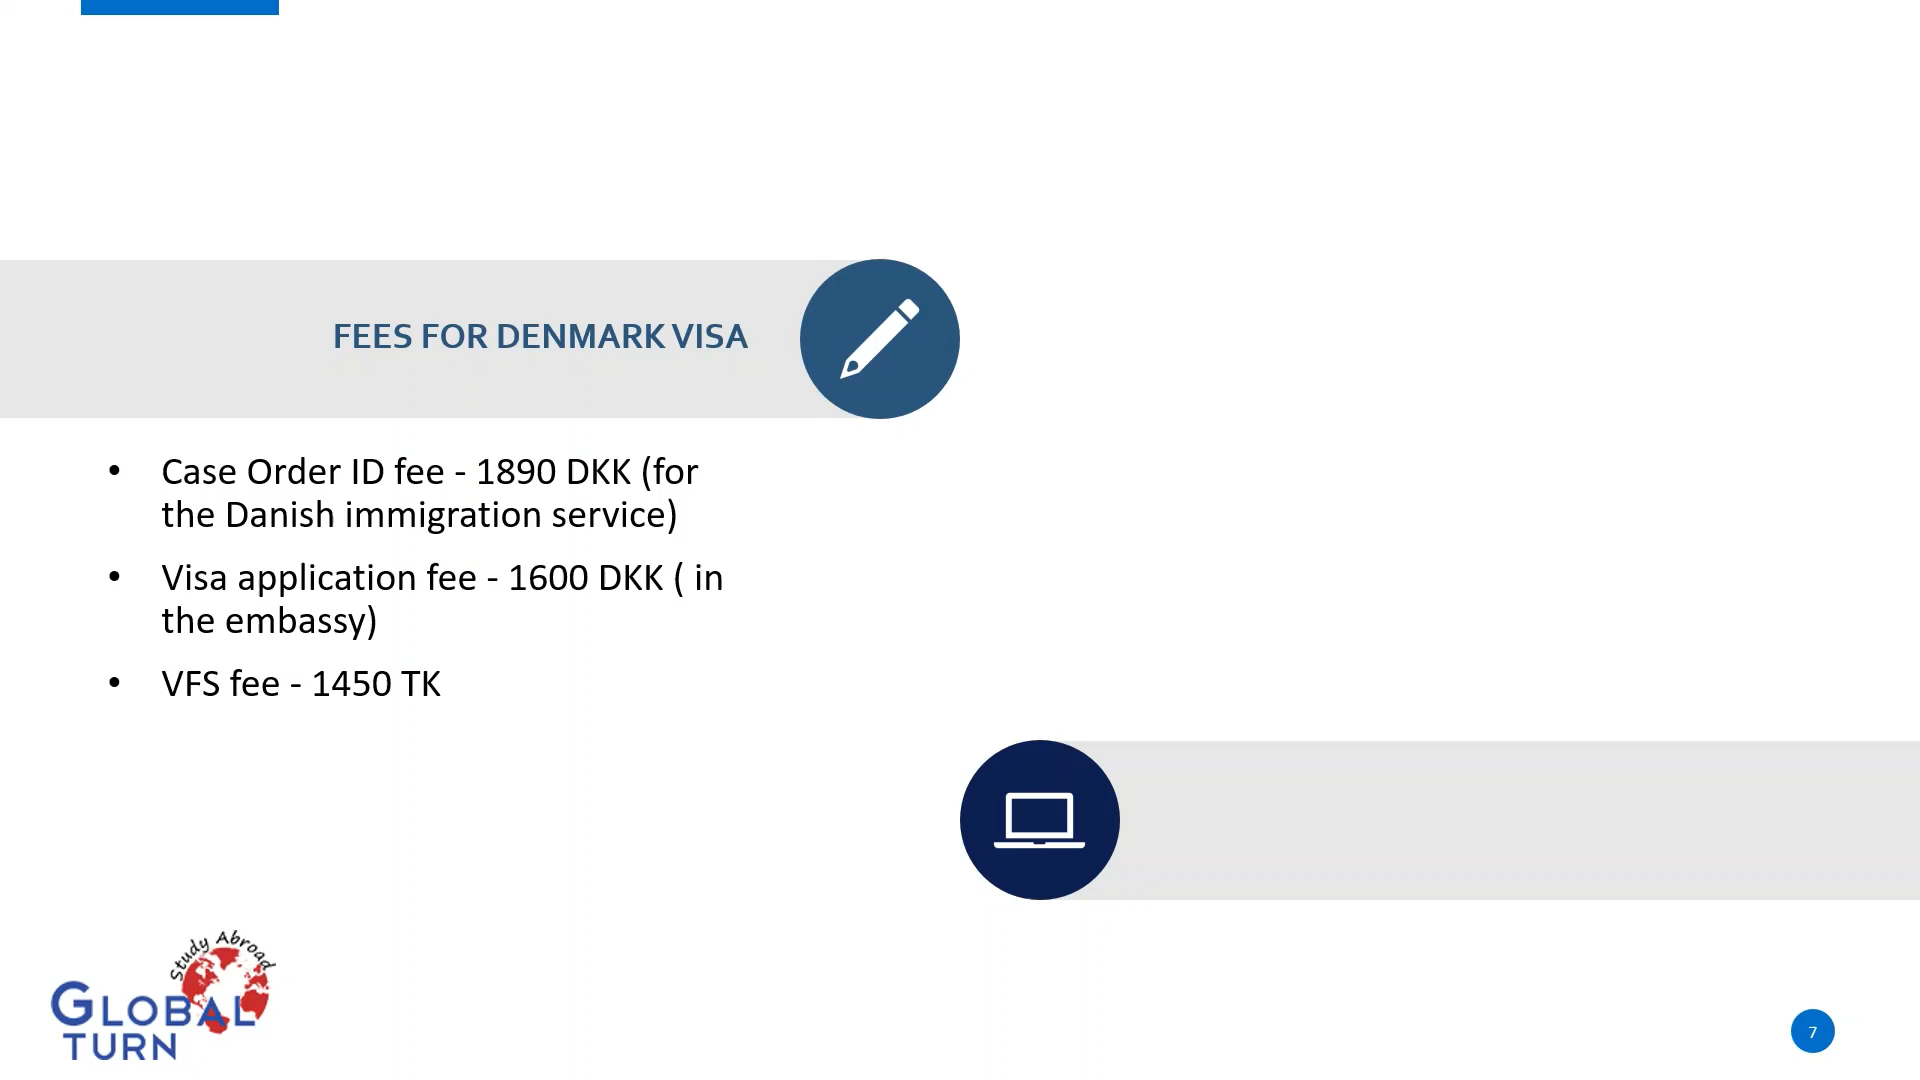 FEES FOR DENMARK VISA
• Case Order ID fee - 1890 DKK (for
the Danish immigration service)
• Visa application fee - 1600 DKK ( in
the embassy)
• VFS fee - 1450 TK
Study Abroad
GLOBAL
TURN
7